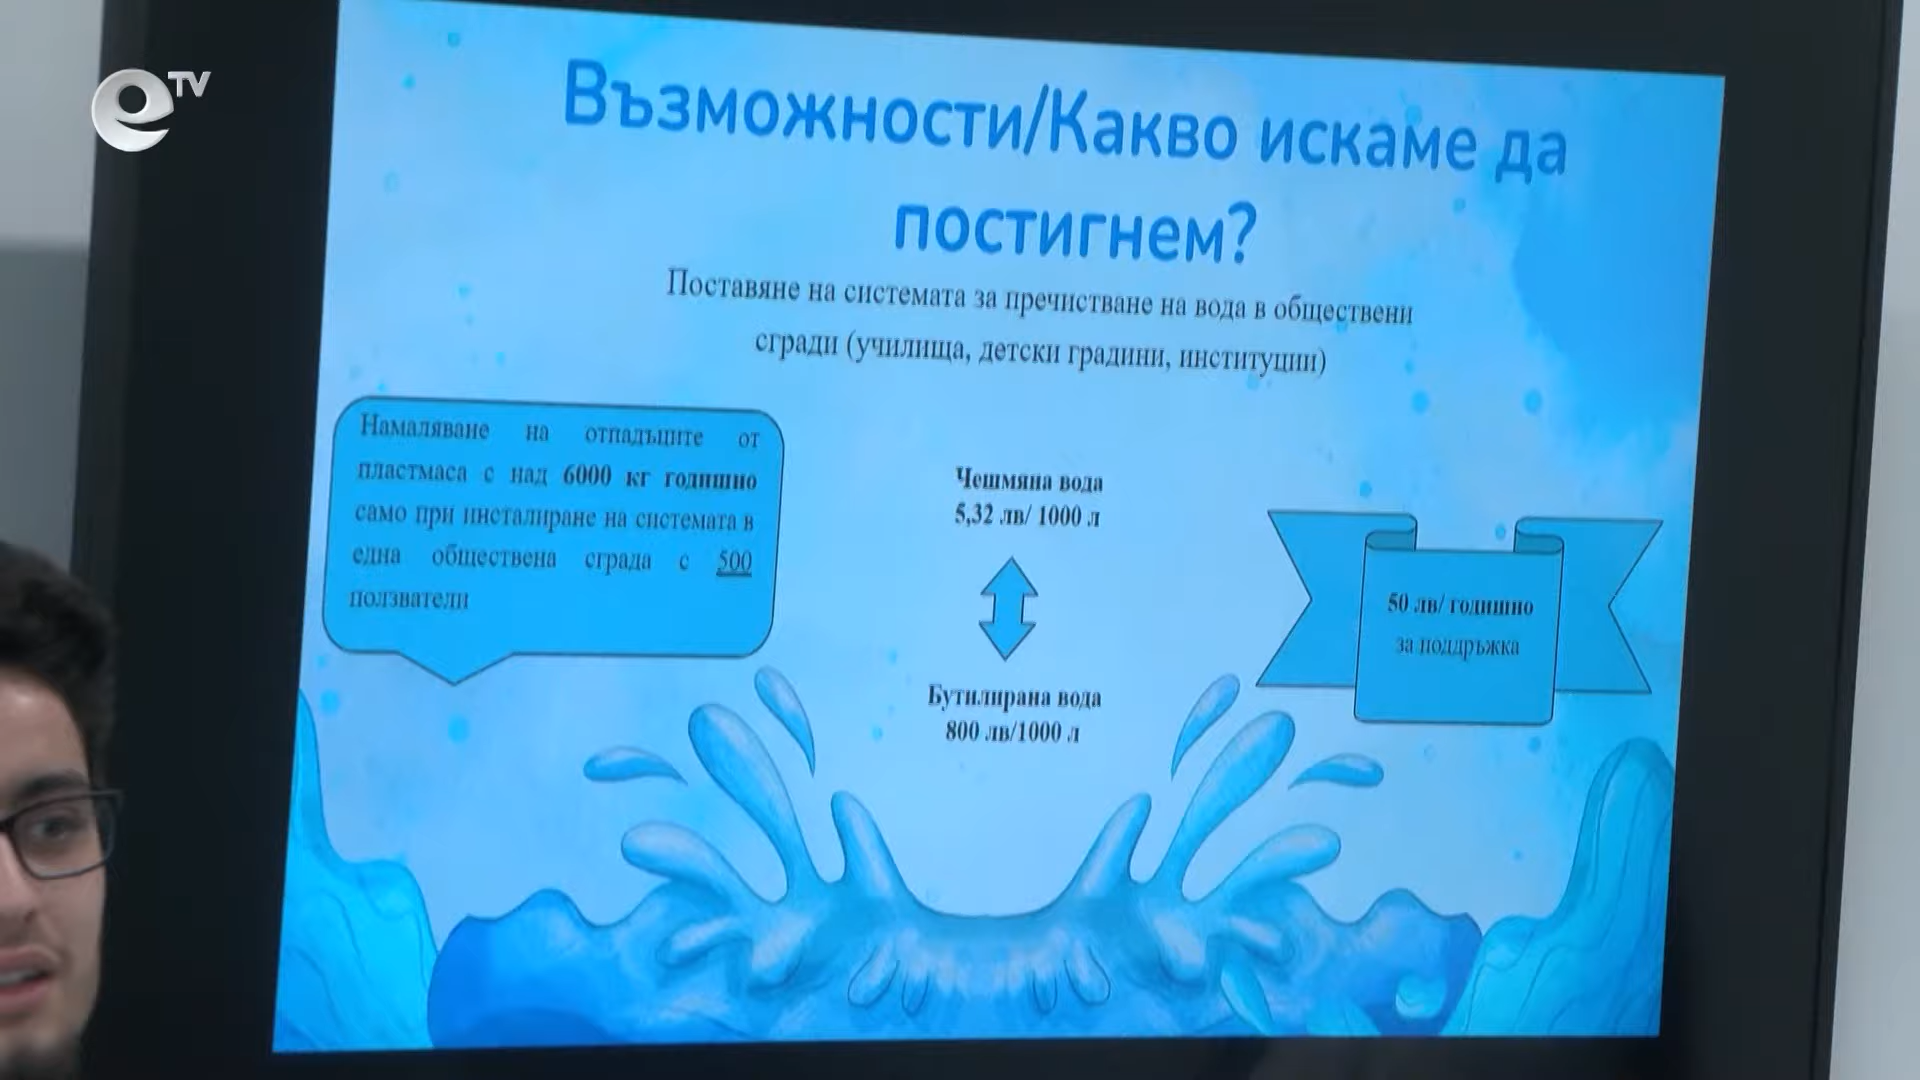 e TV
Възможности/Какво искаме да
постигнем?
Поставяне на системата за пречистване на вода в обществени
сгради (училища, детски градини, институции)
Намаляване на отпадъците от
пластмаса с над 6000 кг годишно
само при инсталиране на системата в
една обществена сграда с 500
ползватели
Чешмяна вода
5,32 лв/ 1000 л
Бутилирана вода
800 лв/1000 л
50 лв/ годишно
за поддръжка